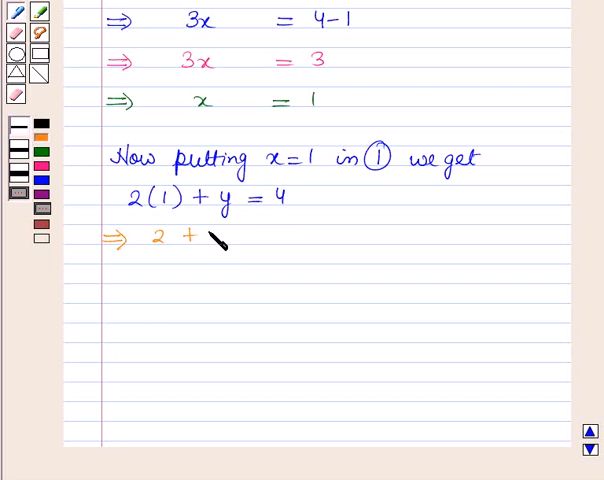 ⇒ 3x = 4-1
⇒ 3x = 3
⇒ x = 1
Now putting x=1 in ① we get
2(1) + y = 4
⇒ 2 +